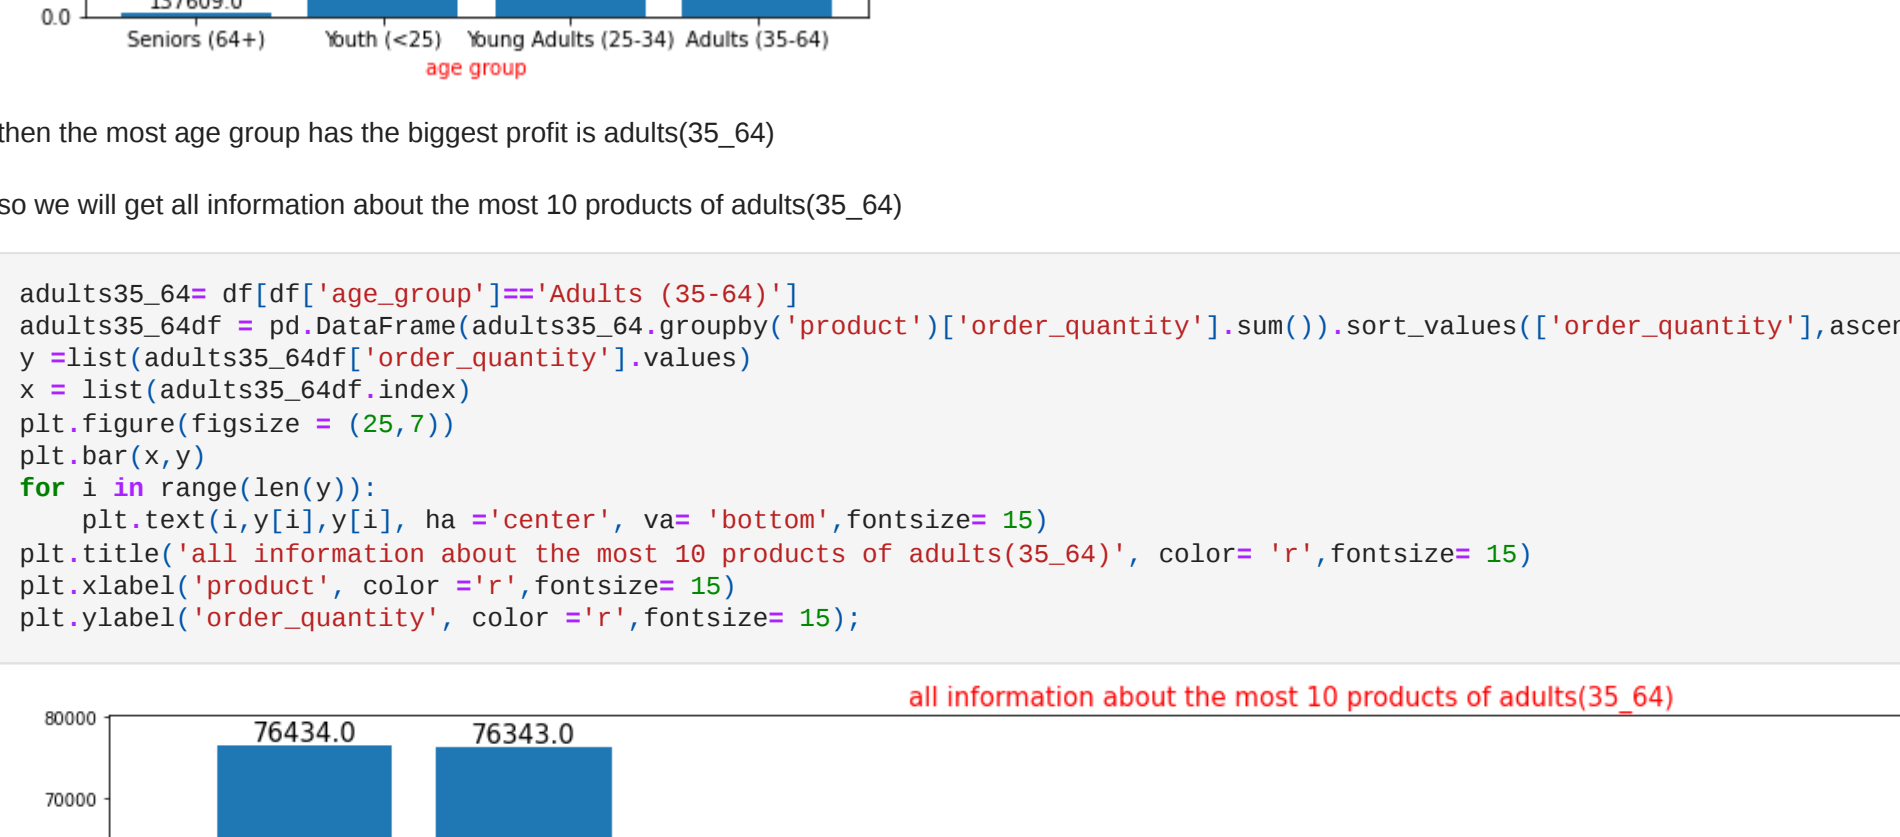 137609.0
0.0
Seniors (64+) Youth (<25) Young Adults (25-34) Adults (35-64)
age group
then the most age group has the biggest profit is adults(35_64)
so we will get all information about the most 10 products of adults(35_64)
adults35_64= df[df['age_group']=='Adults (35-64)']
adults35_64df = pd.DataFrame(adults35_64.groupby('product')['order_quantity'].sum()).sort_values(['order_quantity'],ascen
y =list(adults35_64df['order_quantity'].values)
x = list(adults35_64df.index)
plt.figure(figsize = (25,7))
plt.bar(x,y)
for i in range(len(y)):
    plt.text(i,y[i],y[i], ha ='center', va= 'bottom',fontsize= 15)
plt.title('all information about the most 10 products of adults(35_64)', color= 'r',fontsize= 15)
plt.xlabel('product', color ='r',fontsize= 15)
plt.ylabel('order_quantity', color ='r',fontsize= 15);
all information about the most 10 products of adults(35_64)
80000
76434.0 76343.0
70000